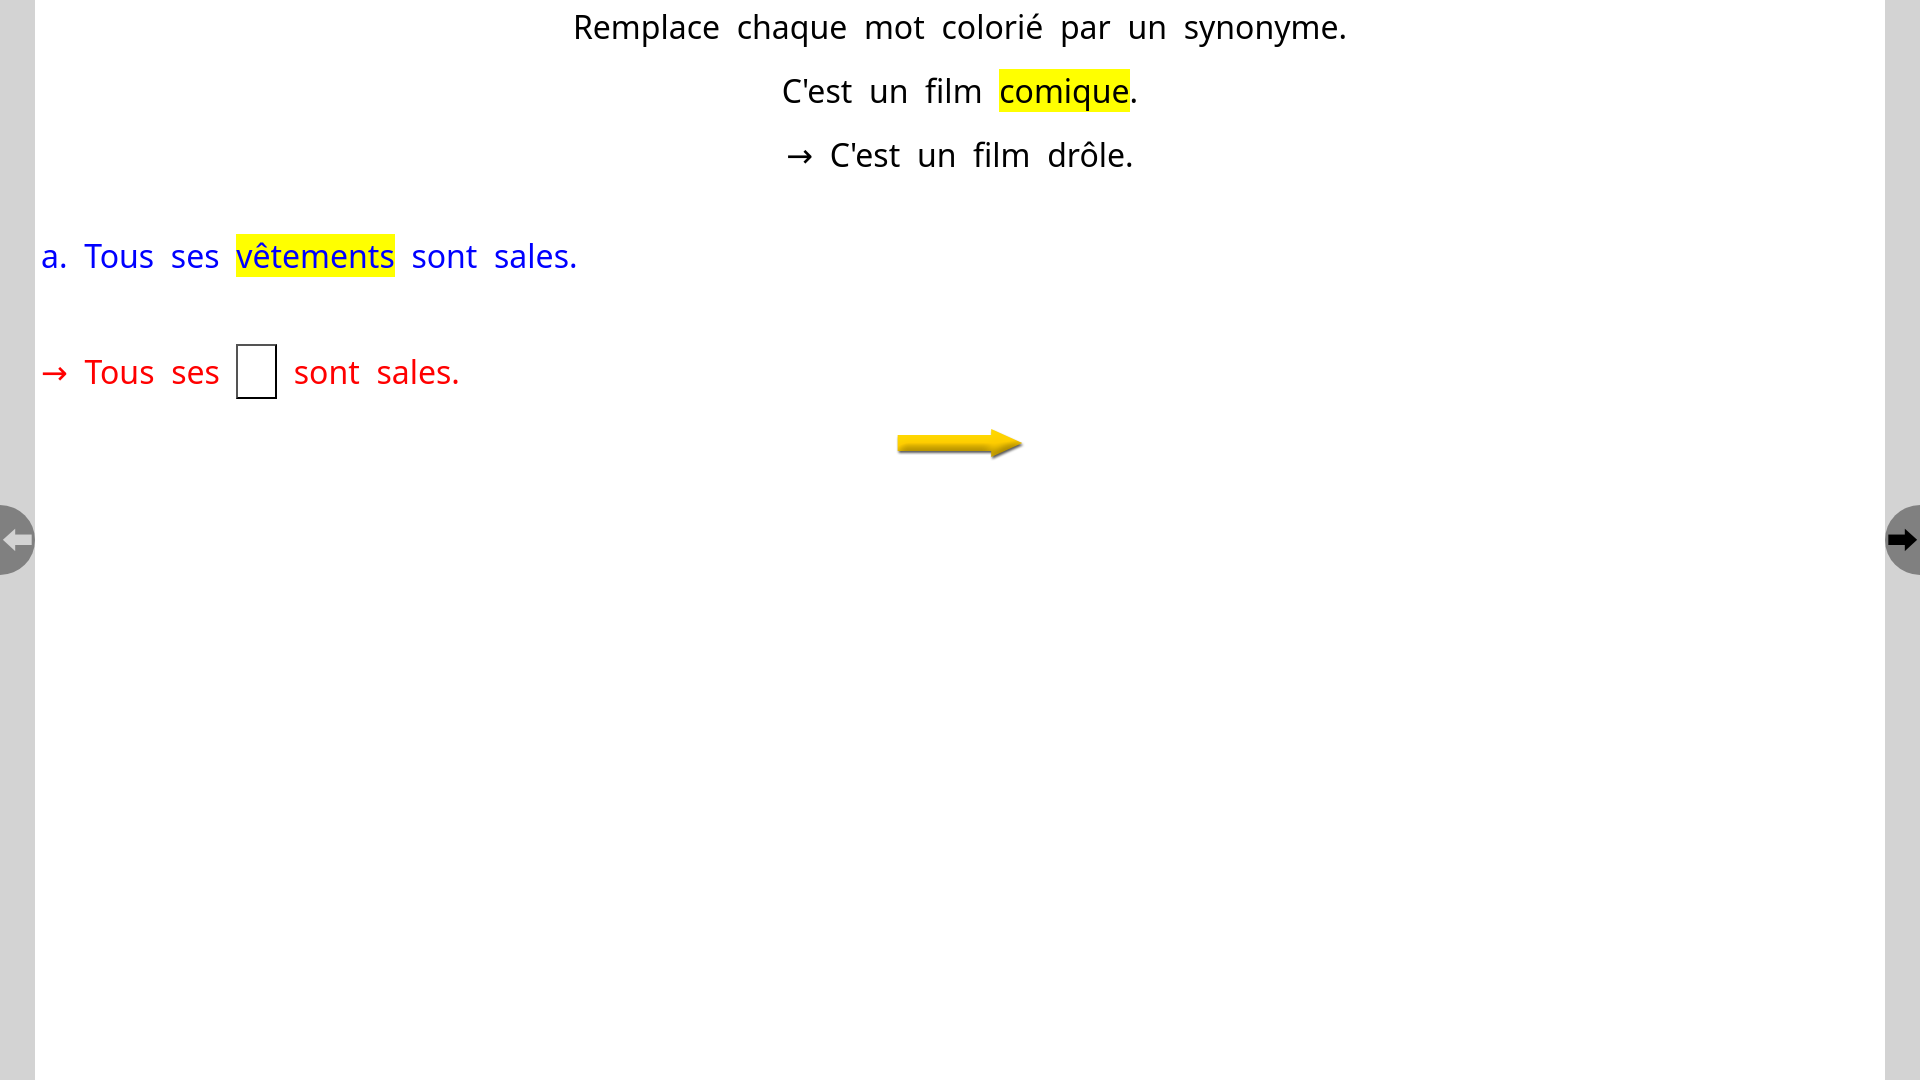 Remplace chaque mot colorié par un synonyme.
C'est un film comique.
→ C'est un film drôle.
a. Tous ses vêtements sont sales.
→ Tous ses sont sales.